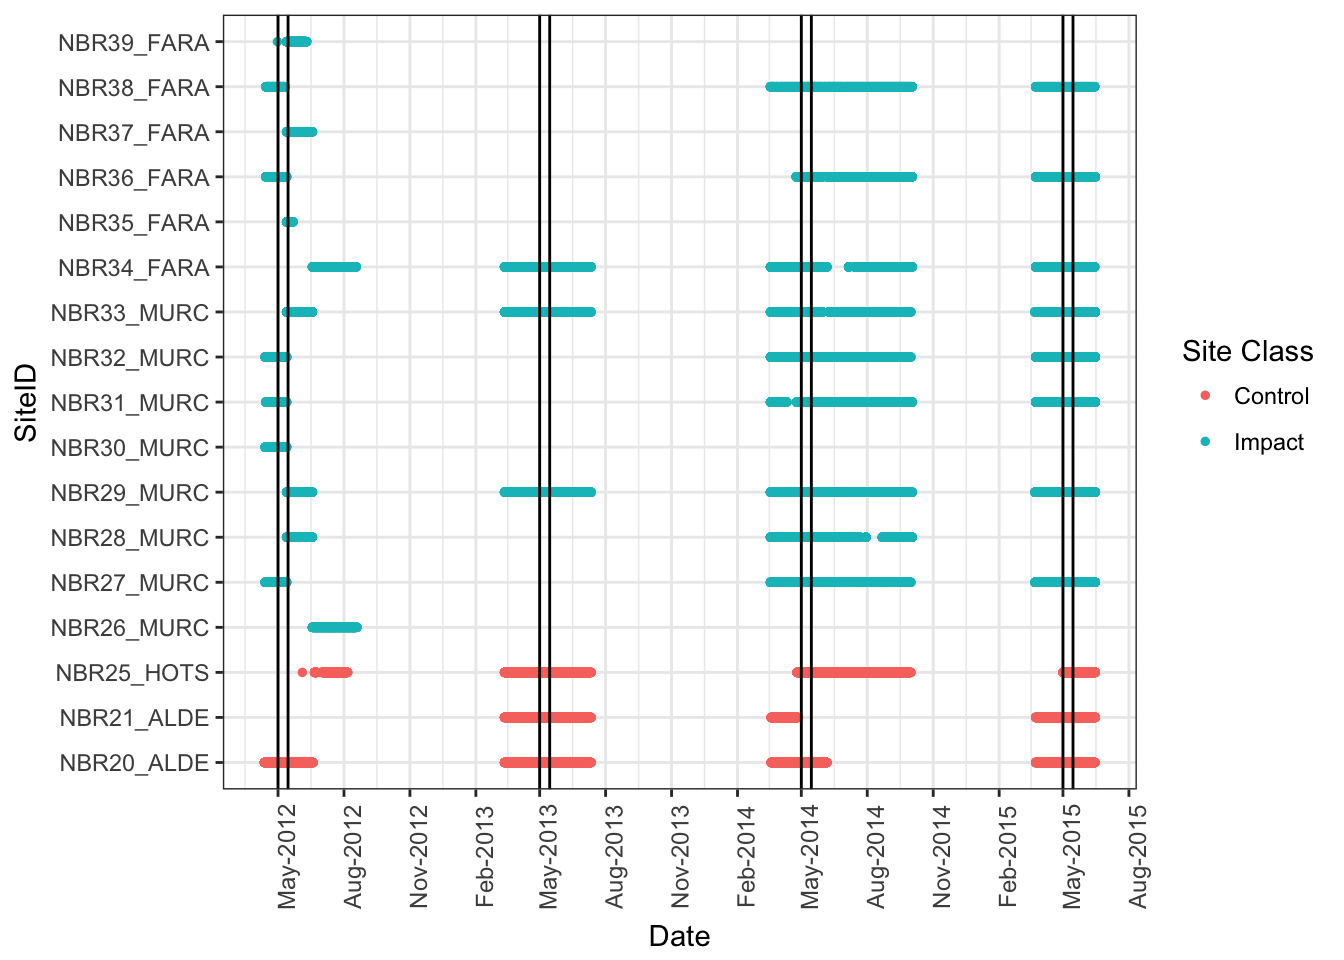 NBR39_FARA
NBR38_FARA
NBR37_FARA
NBR36_FARA
NBR35_FARA
NBR34_FARA
NBR33_MURC
NBR32_MURC
NBR31_MURC
NBR30_MURC
NBR29_MURC
NBR28_MURC
NBR27_MURC
NBR26_MURC
NBR25_HOTS
NBR21_ALDE
NBR20_ALDE
SiteID
May-2012
Aug-2012
Nov-2012
Feb-2013
May-2013
Aug-2013
Nov-2013
Feb-2014
May-2014
Aug-2014
Nov-2014
Feb-2015
May-2015
Aug-2015
Date
Site Class
Control
Impact